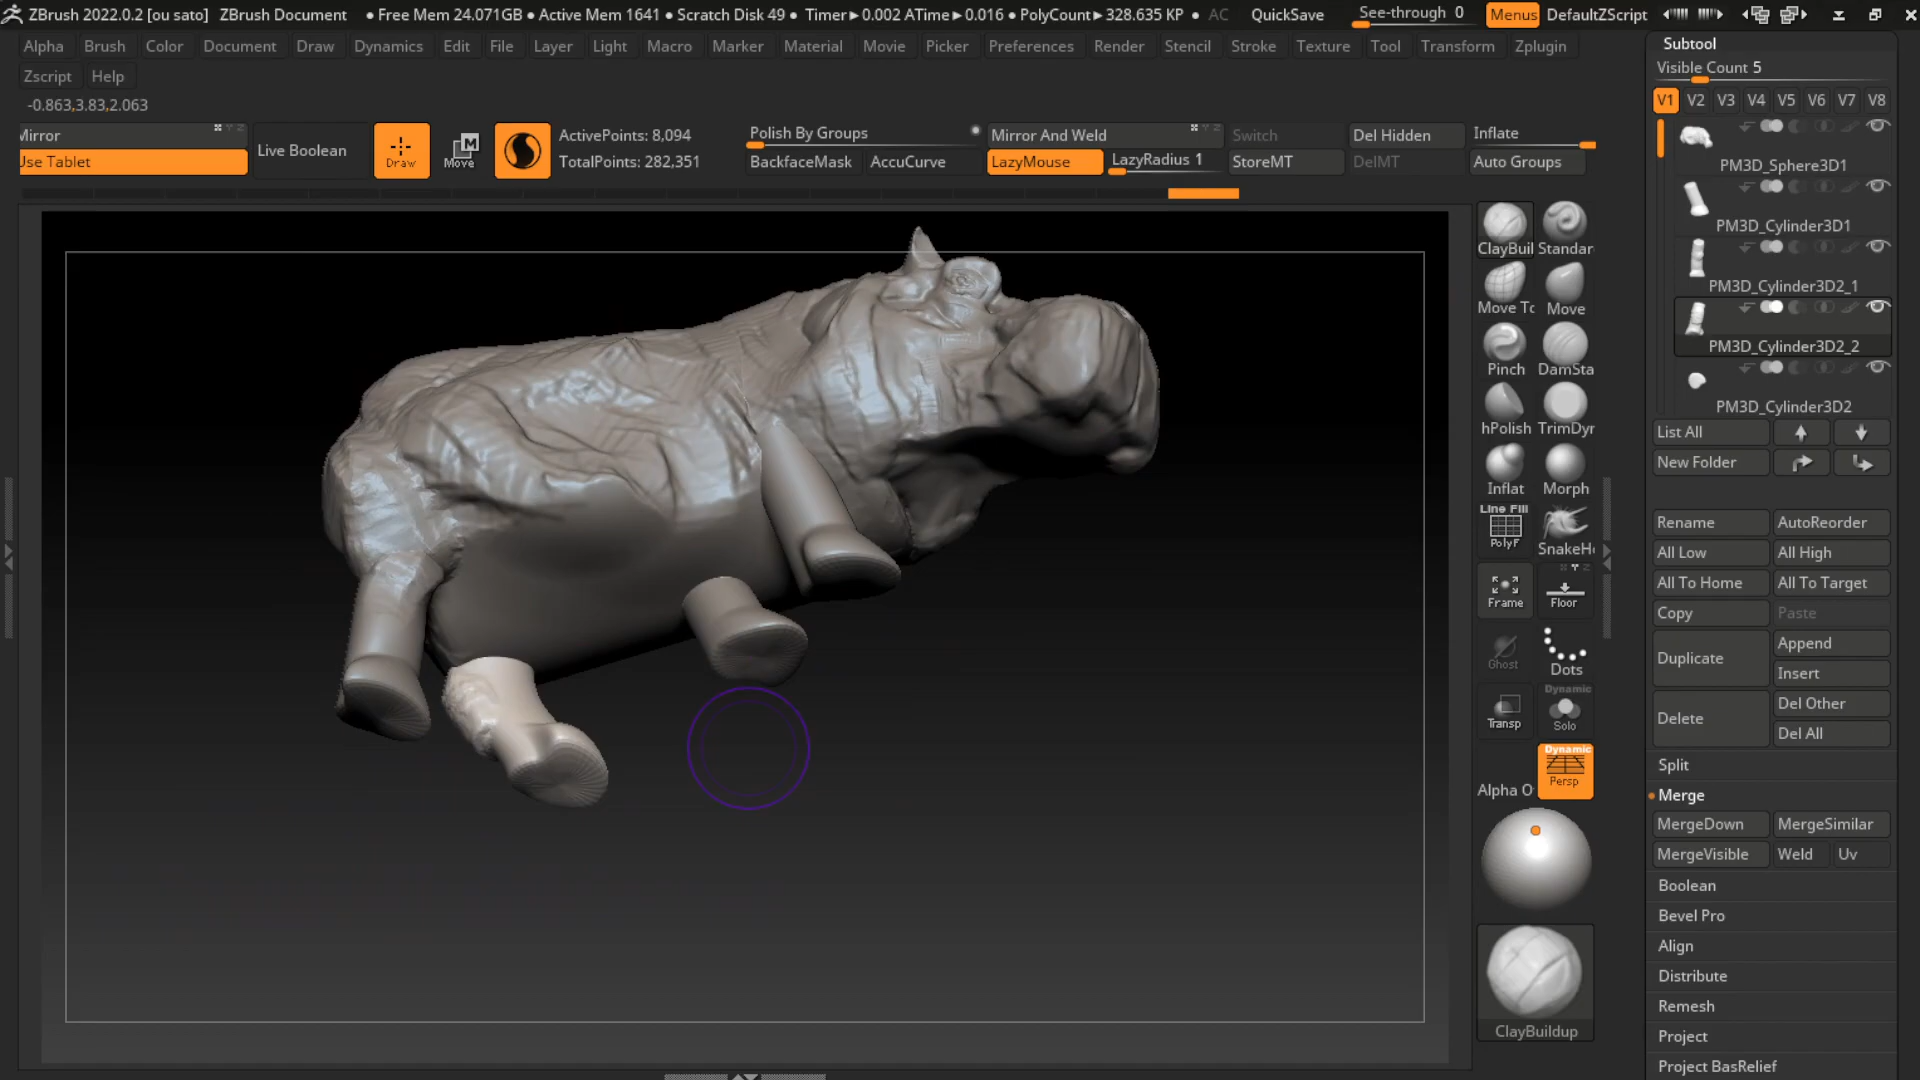 ZBrush 2022.0.2 [ou sato] ZBrush Document • Free Mem 24.071GB • Active Mem 1641 • Scratch Disk 49 • Timer▶0.002 ATime▶0.016 • PolyCount▶328.635 KP • AC QuickSave See-through 0 Menus DefaultZScript
Alpha Brush Color Document Draw Dynamics Edit File Layer Light Macro Marker Material Movie Picker Preferences Render Stencil Stroke Texture Tool Transform Zplugin
Zscript Help
-0.863,3.83,2.063
Mirror
Use Tablet
Live Boolean
Draw
Move
M
ActivePoints: 8,094
TotalPoints: 282,351
Polish By Groups
BackfaceMask AccuCurve
Mirror And Weld
LazyMouse LazyRadius 1
Switch
StoreMT
Del Hidden
DelMT
Inflate
Auto Groups
ClayBuil Standar
Move To Move
Pinch DamSta
hPolish TrimDyn
Inflat Morph
Line Fill
PolyF SnakeHo
Frame Floor
Ghost Dots
Dynamic
Transp Solo
Dynamic
Persp
Alpha O
ClayBuildup
Subtool
Visible Count 5
V1 V2 V3 V4 V5 V6 V7 V8
PM3D_Sphere3D1
PM3D_Cylinder3D1
PM3D_Cylinder3D2_1
PM3D_Cylinder3D2_2
PM3D_Cylinder3D2
List All
New Folder
Rename AutoReorder
All Low All High
All To Home All To Target
Copy Paste
Duplicate Append
Insert
Delete Del Other
Del All
Split
Merge
MergeDown MergeSimilar
MergeVisible Weld Uv
Boolean
Bevel Pro
Align
Distribute
Remesh
Project
Project BasRelief